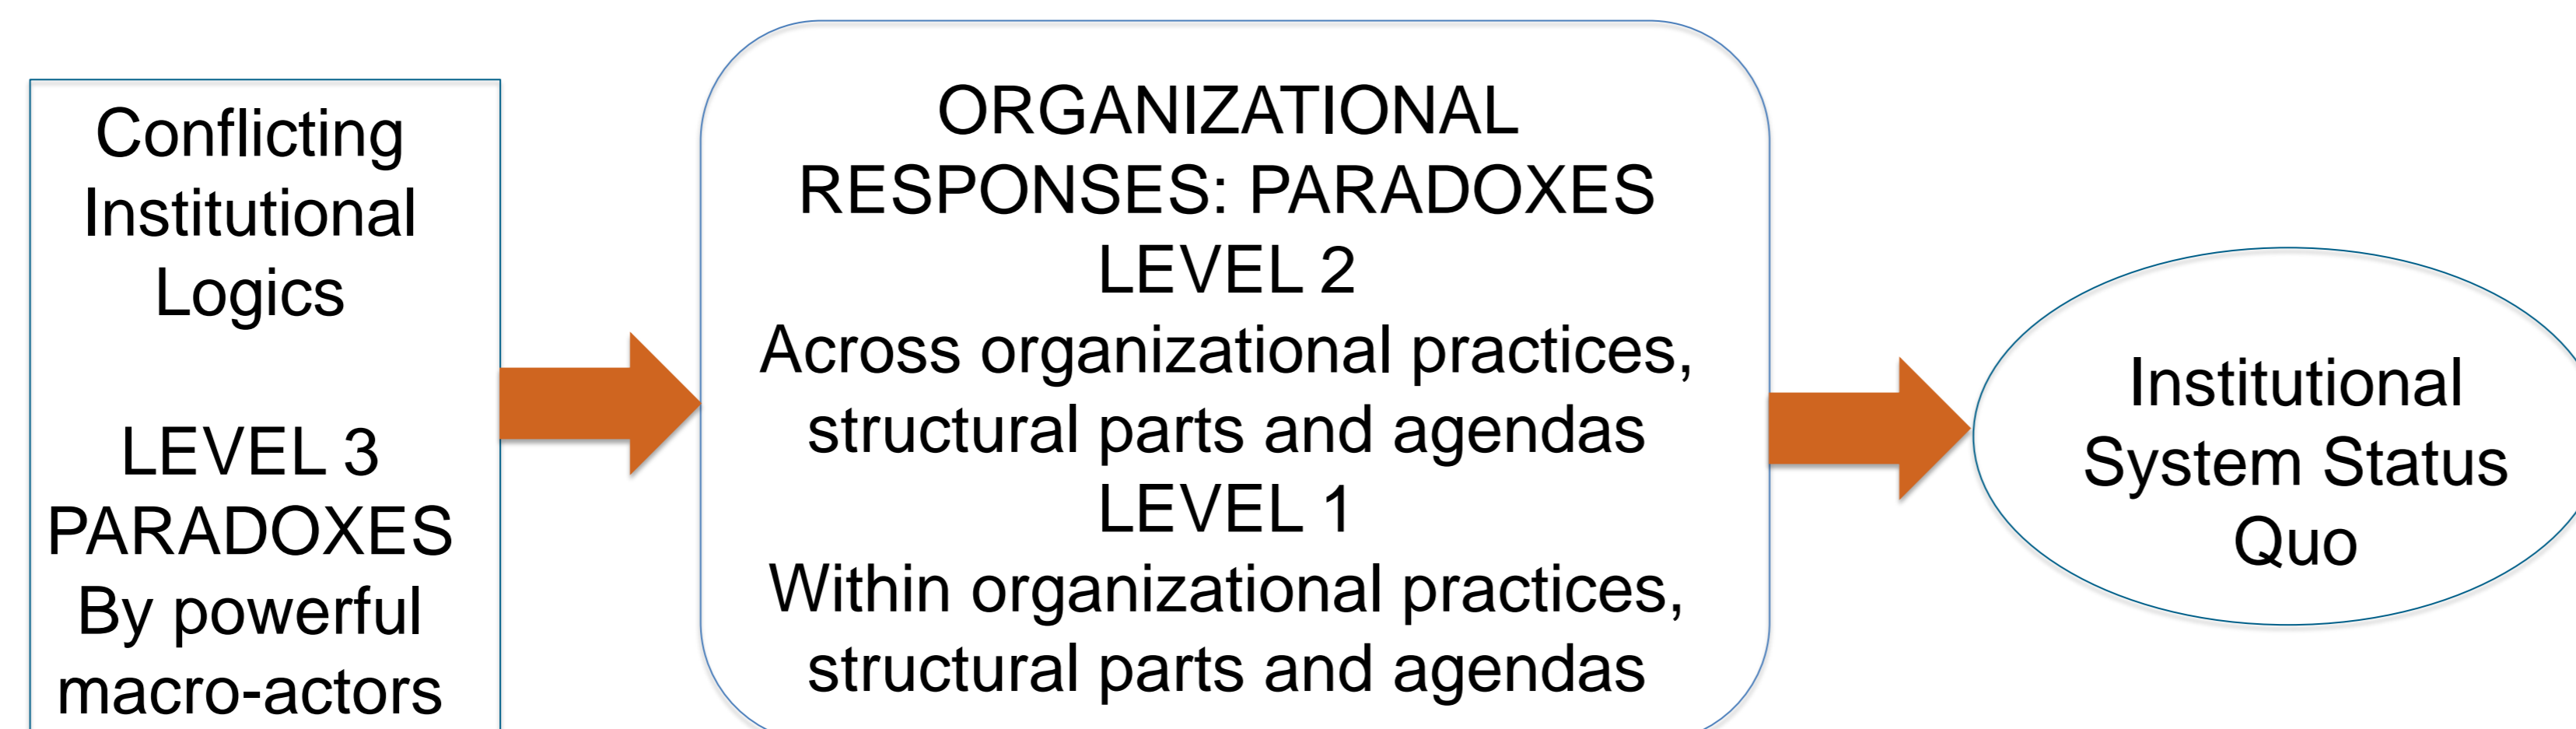 Conflicting
Institutional
Logics
LEVEL 3
PARADOXES
By powerful
macro-actors
ORGANIZATIONAL
RESPONSES: PARADOXES
LEVEL 2
Across organizational practices,
structural parts and agendas
LEVEL 1
Within organizational practices,
structural parts and agendas
Institutional
System Status
Quo